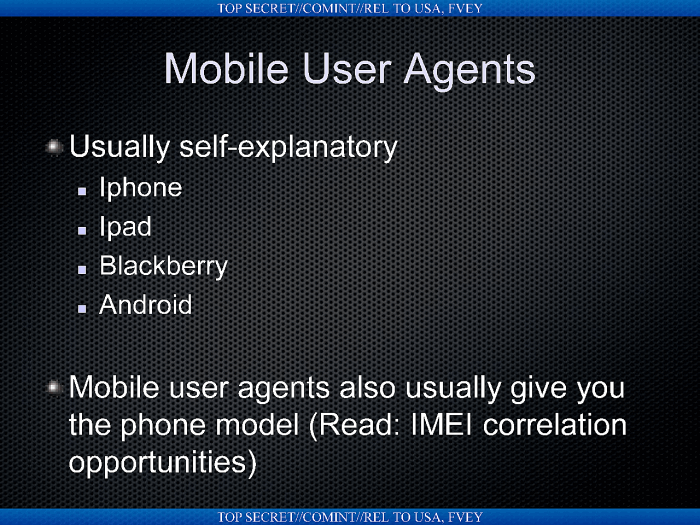 TOP SECRET//COMINT//REL TO USA, FVEY
Mobile User Agents
Usually self-explanatory
Iphone
Ipad
Blackberry
Android
Mobile user agents also usually give you
the phone model (Read: IMEI correlation
opportunities)
TOP SECRET//COMINT//REL TO USA, FVEY